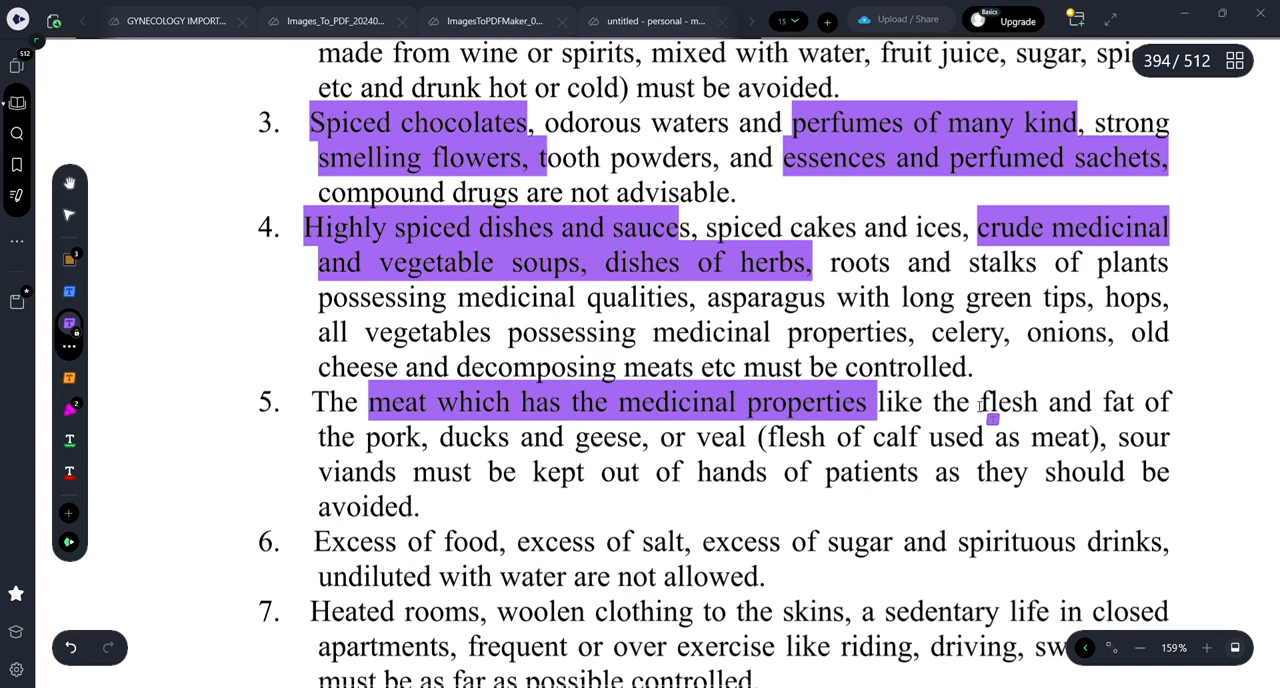 GYNECOLOGY IMPORT...
Images_To_PDF_20240...
ImagesToPDFMaker_0...
untitled - personal - m...
15
Upload / Share
Basics
Upgrade
512
394/512
made from wine or spirits, mixed with water, fruit juice, sugar,
etc and drunk hot or cold) must be avoided.
3. Spiced chocolates, odorous waters and perfumes of many kind, strong
smelling flowers, tooth powders, and essences and perfumed sachets,
compound drugs are not advisable.
4. Highly spiced dishes and sauces, spiced cakes and ices, crude medicinal
and vegetable soups, dishes of herbs, roots and stalks of plants
possessing medicinal qualities, asparagus with long green tips, hops,
all vegetables possessing medicinal properties, celery, onions, old
cheese and decomposing meats etc must be controlled.
5. The meat which has the medicinal properties like the flesh and fat of
the pork, ducks and geese, or veal (flesh of calf used as meat), sour
viands must be kept out of hands of patients as they should be
avoided.
6. Excess of food, excess of salt, excess of sugar and spirituous drinks,
undiluted with water are not allowed.
7. Heated rooms, woolen clothing to the skins, a sedentary life in closed
apartments, frequent or over exercise like riding, driving,
must be as far as possible controlled.
3
2
159%